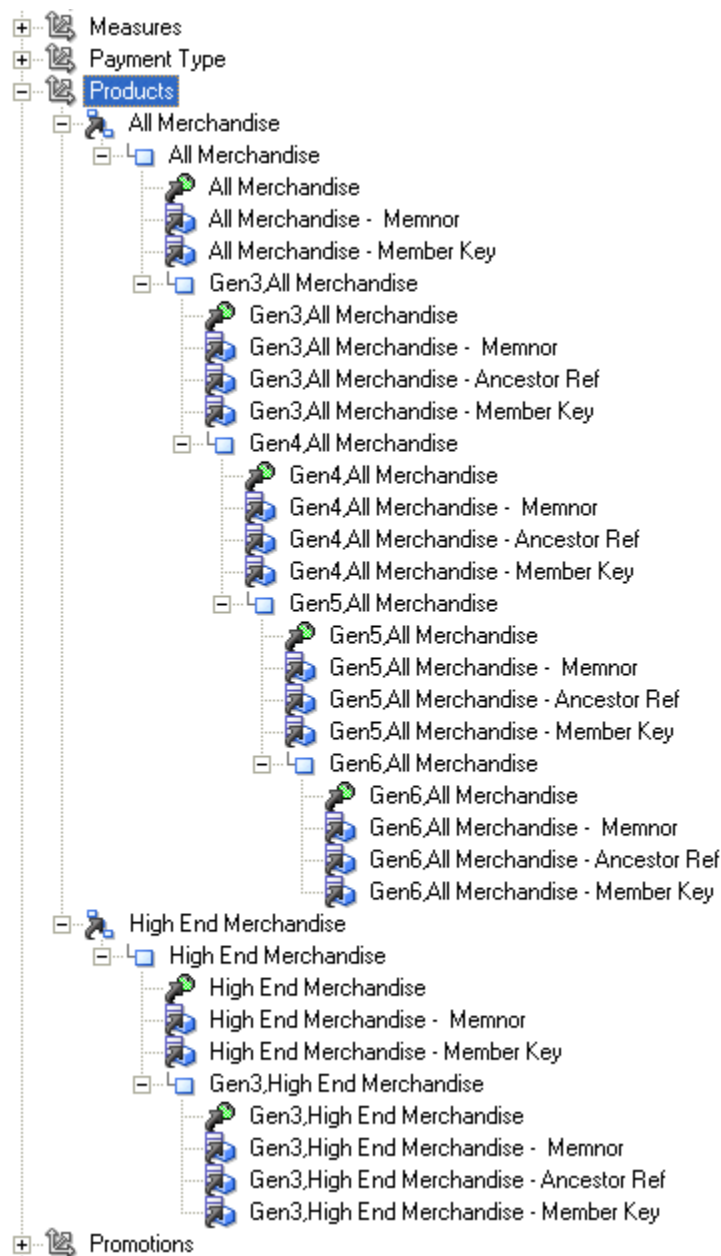 Measures
Payment Type
Products
All Merchandise
All Merchandise
All Merchandise
All Merchandise - Memnor
All Merchandise - Member Key
Gen3,All Merchandise
Gen3,All Merchandise
Gen3,All Merchandise - Memnor
Gen3,All Merchandise - Ancestor Ref
Gen3,All Merchandise - Member Key
Gen4,All Merchandise
Gen4,All Merchandise
Gen4,All Merchandise - Memnor
Gen4,All Merchandise - Ancestor Ref
Gen4,All Merchandise - Member Key
Gen5,All Merchandise
Gen5,All Merchandise
Gen5,All Merchandise - Memnor
Gen5,All Merchandise - Ancestor Ref
Gen5,All Merchandise - Member Key
Gen6,All Merchandise
Gen6,All Merchandise
Gen6,All Merchandise - Memnor
Gen6,All Merchandise - Ancestor Ref
Gen6,All Merchandise - Member Key
High End Merchandise
High End Merchandise
High End Merchandise
High End Merchandise - Memnor
High End Merchandise - Member Key
Gen3,High End Merchandise
Gen3,High End Merchandise
Gen3,High End Merchandise - Memnor
Gen3,High End Merchandise - Ancestor Ref
Gen3,High End Merchandise - Member Key
Promotions